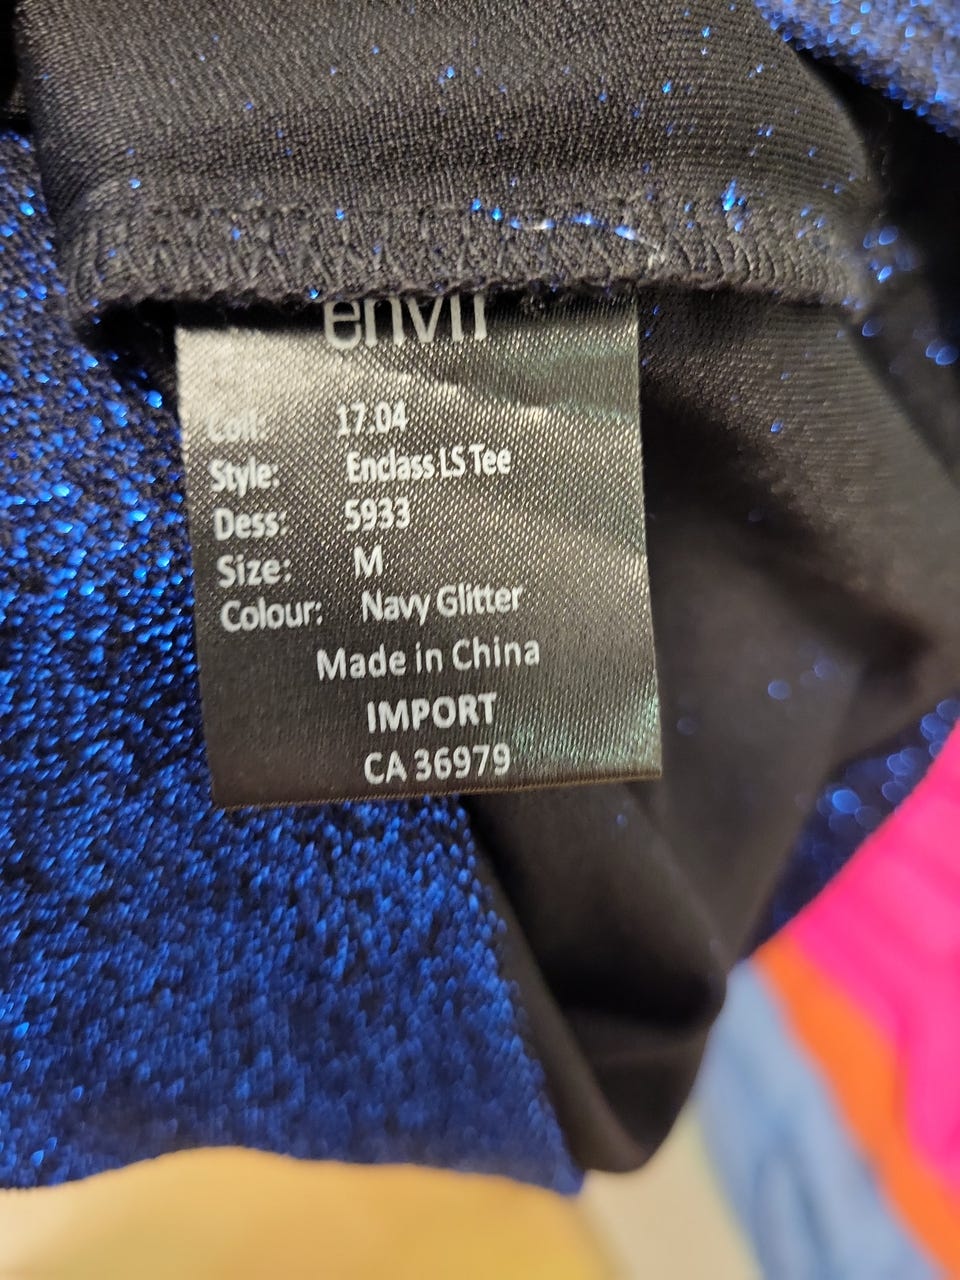 envii
Coll: 17.04
Style: Enclass LS Tee
Dess: 5933
Size: M
Colour: Navy Glitter
Made in China
IMPORT
CA 36979